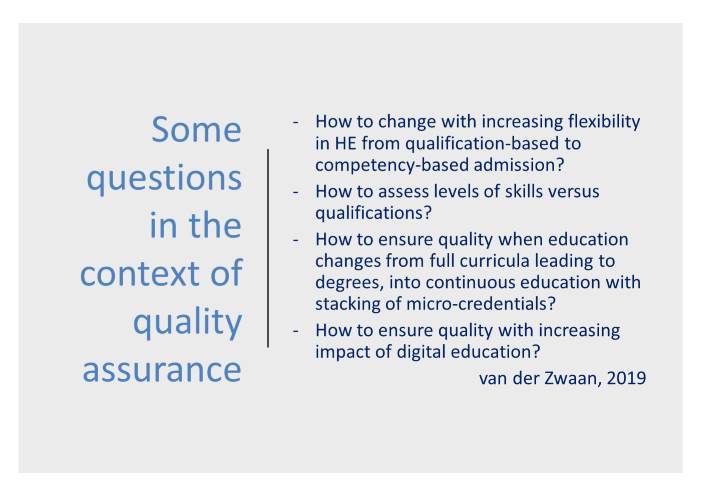 Some
questions
in the
context of
quality
assurance
- How to change with increasing flexibility
in HE from qualification-based to
competency-based admission?
- How to assess levels of skills versus
qualifications?
- How to ensure quality when education
changes from full curricula leading to
degrees, into continuous education with
stacking of micro-credentials?
- How to ensure quality with increasing
impact of digital education?
van der Zwaan, 2019